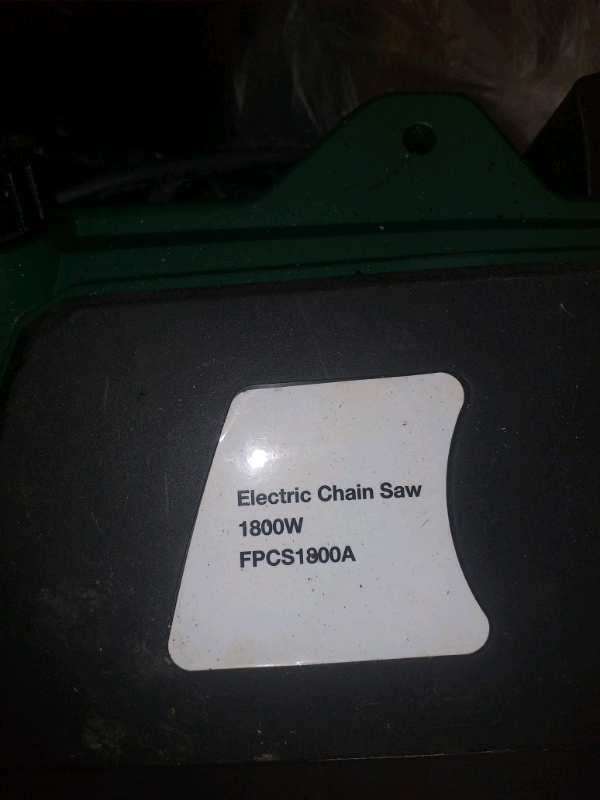 Electric Chain Saw
1800W
FPCS1800A